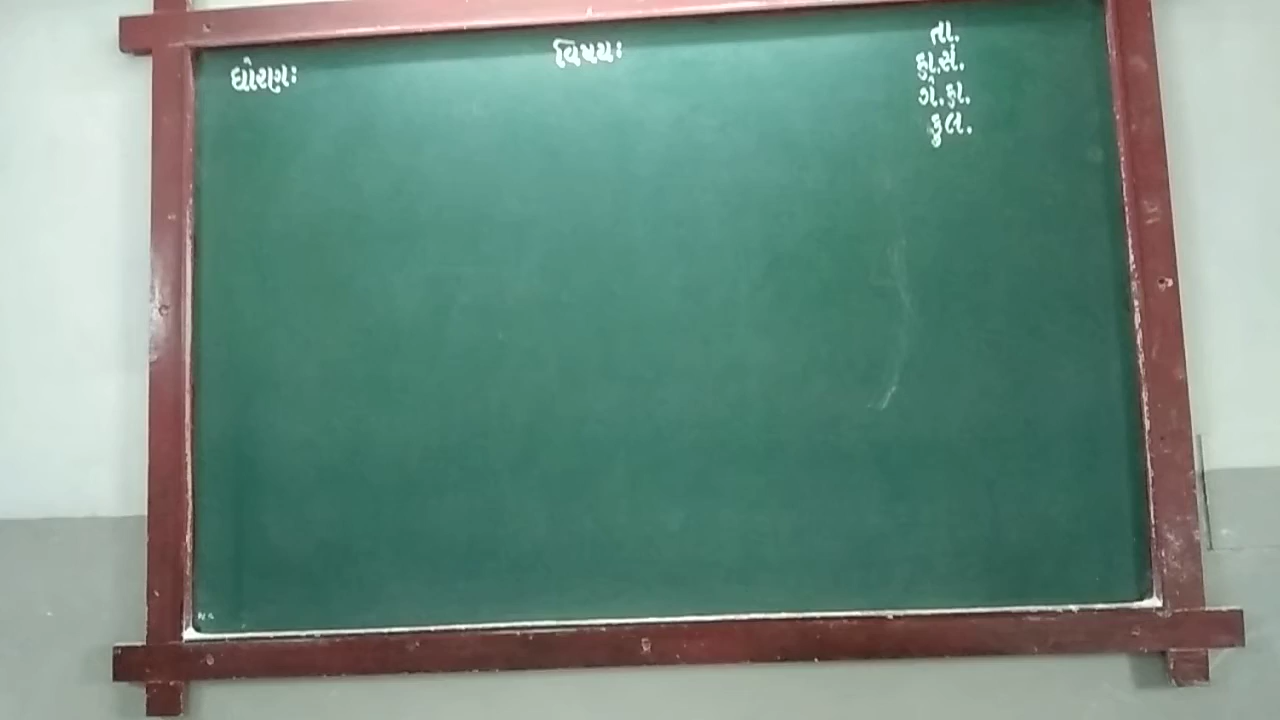 ધોરણઃ
વિષયઃ
તા.
ક્રા.સં.
ગે.હા.
કુલ.